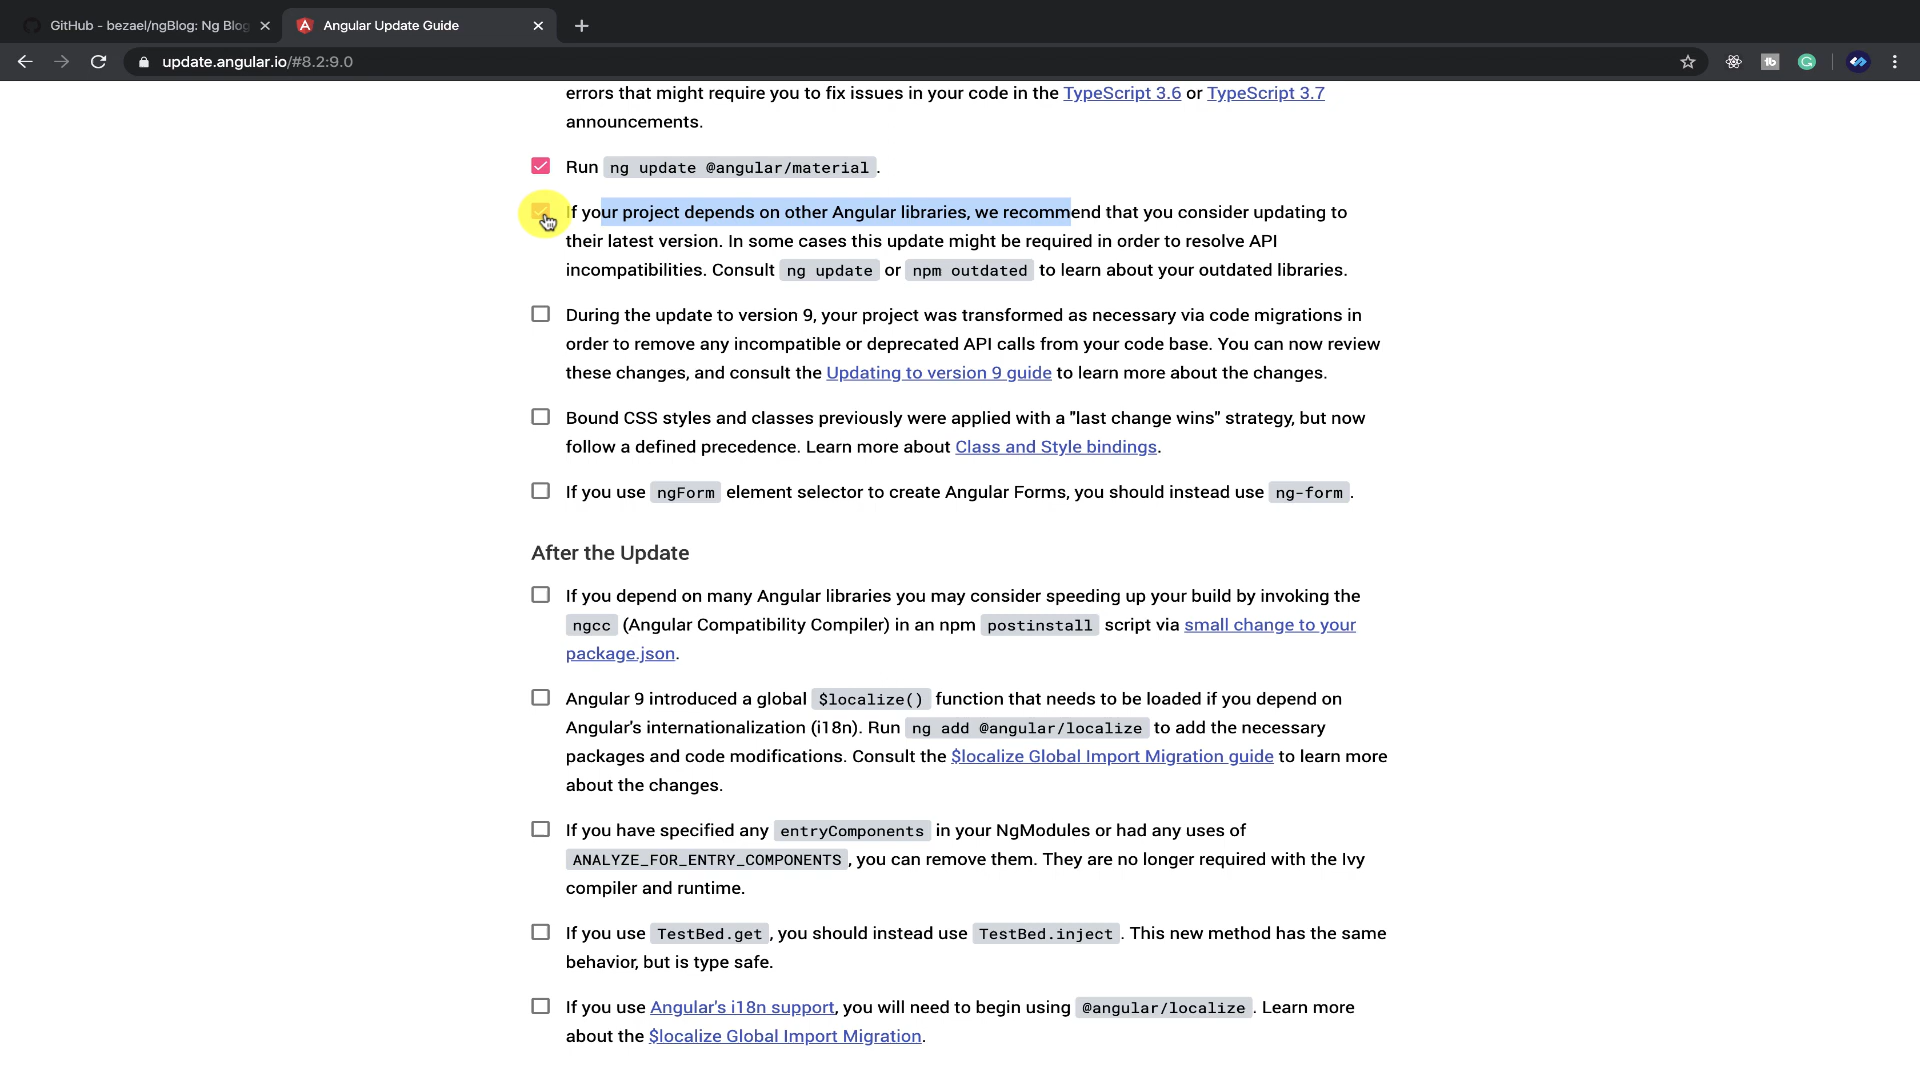 GitHub - bezael/ngBlog: Ng Blog
Angular Update Guide
update.angular.io/#8.2:9.0
errors that might require you to fix issues in your code in the TypeScript 3.6 or TypeScript 3.7
announcements.
Run ng update @angular/material.
If your project depends on other Angular libraries, we recommend that you consider updating to
their latest version. In some cases this update might be required in order to resolve API
incompatibilities. Consult ng update or npm outdated to learn about your outdated libraries.
During the update to version 9, your project was transformed as necessary via code migrations in
order to remove any incompatible or deprecated API calls from your code base. You can now review
these changes, and consult the Updating to version 9 guide to learn more about the changes.
Bound CSS styles and classes previously were applied with a "last change wins" strategy, but now
follow a defined precedence. Learn more about Class and Style bindings.
If you use ngForm element selector to create Angular Forms, you should instead use ng-form.
After the Update
If you depend on many Angular libraries you may consider speeding up your build by invoking the
ngcc (Angular Compatibility Compiler) in an npm postinstall script via small change to your
package.json.
Angular 9 introduced a global $localize() function that needs to be loaded if you depend on
Angular's internationalization (i18n). Run ng add @angular/localize to add the necessary
packages and code modifications. Consult the $localize Global Import Migration guide to learn more
about the changes.
If you have specified any entryComponents in your NgModules or had any uses of
ANALYZE_FOR_ENTRY_COMPONENTS, you can remove them. They are no longer required with the Ivy
compiler and runtime.
If you use TestBed.get, you should instead use TestBed.inject. This new method has the same
behavior, but is type safe.
If you use Angular's i18n support, you will need to begin using @angular/localize. Learn more
about the $localize Global Import Migration.